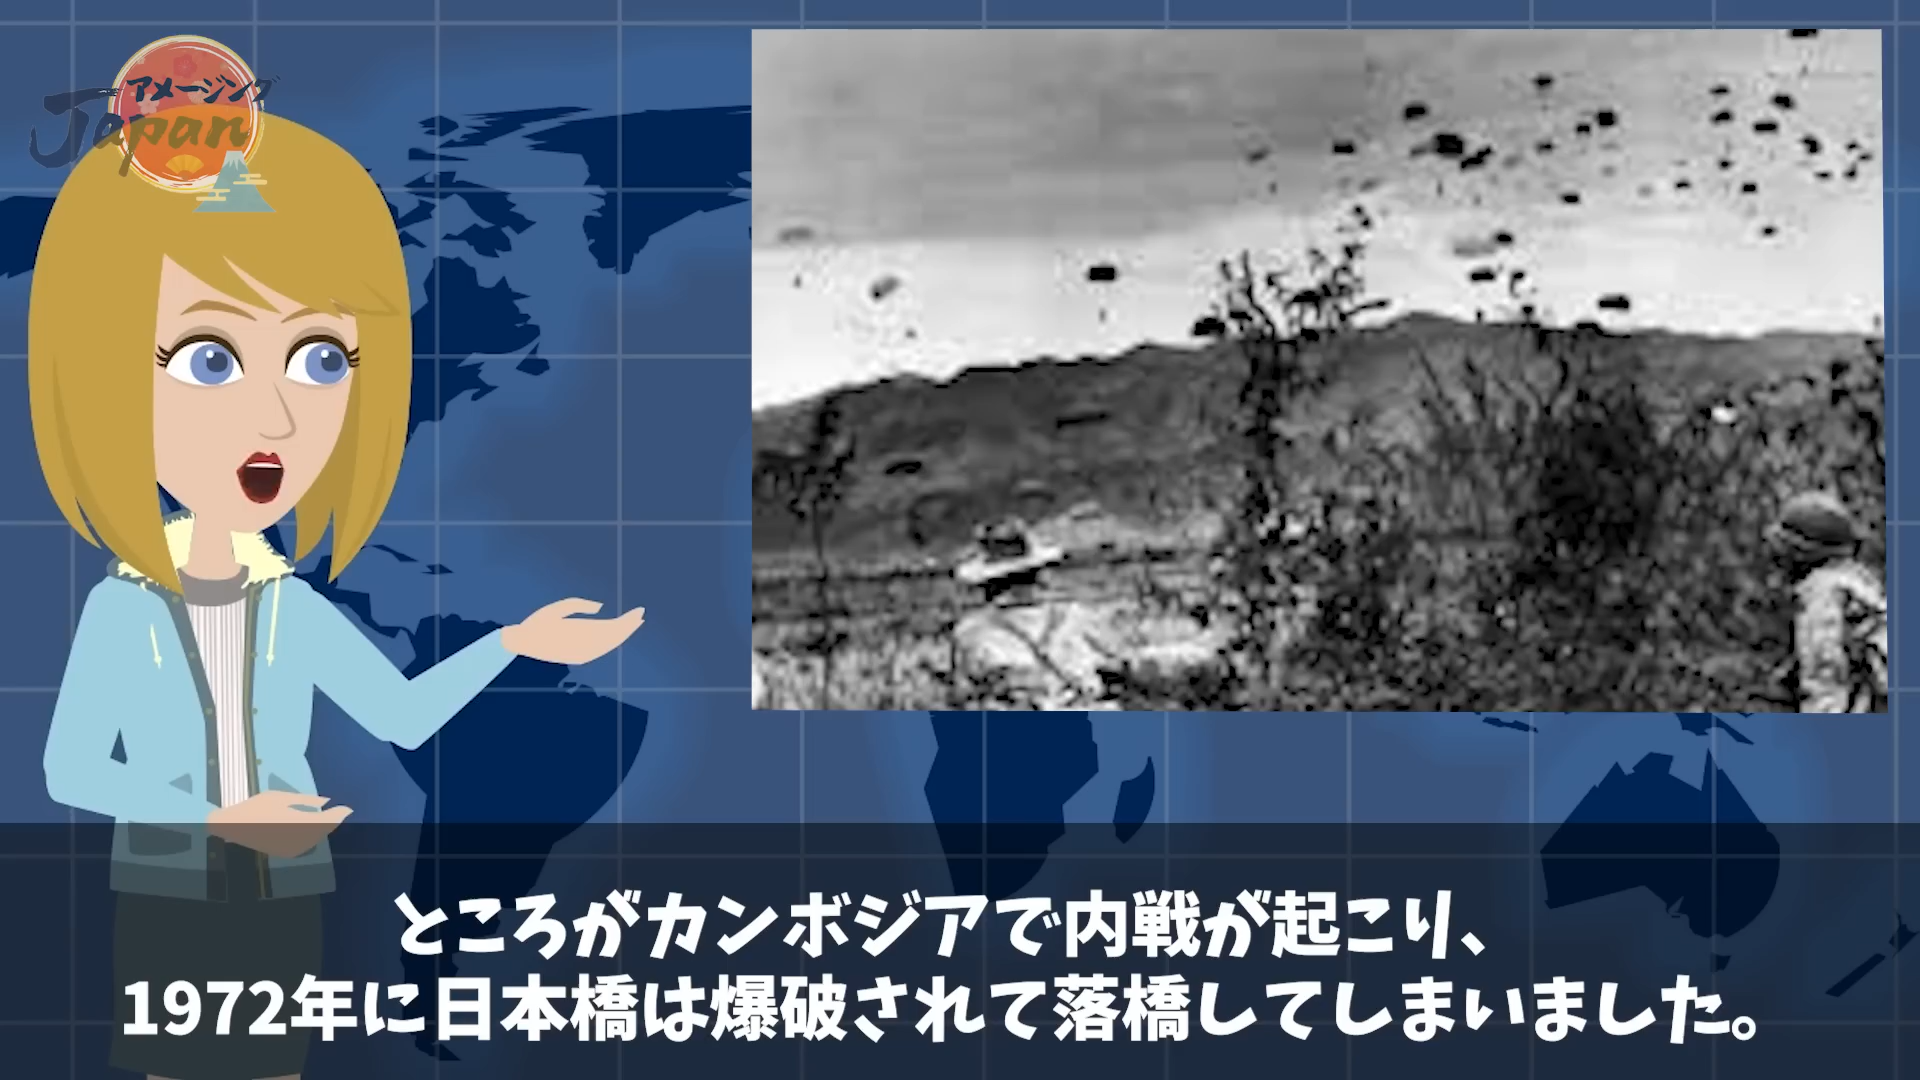 アメージング
Japan
ところがカンボジアで内戦が起こり、
1972年に日本橋は爆破されて落橋してしまいました。